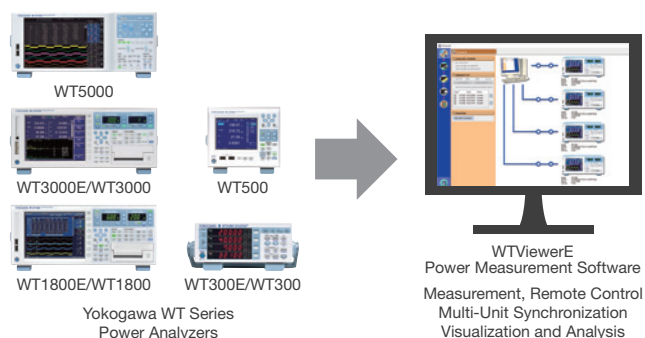 WT5000
WT3000E/WT3000
WT500
WT1800E/WT1800
WT300E/WT300
Yokogawa WT Series
Power Analyzers
WTViewerE
Power Measurement Software
Measurement, Remote Control
Multi-Unit Synchronization
Visualization and Analysis